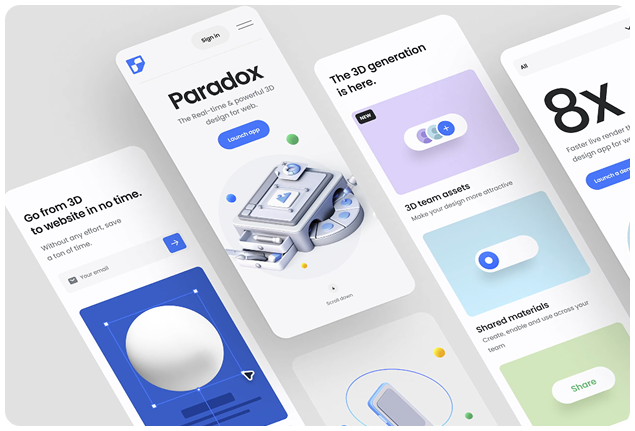 Go from 3D
to website in no time.
Without any effort, save
a ton of time.
Your email
Sign in
Paradox
The Real-time & powerful 3D
design for web.
Launch app
Scroll down
The 3D generation
is here.
NEW
3D team assets
Make your design more attractive
Shared materials
Create, enable and use across your
team
Share
All
8x
Faster live render
design app for
Launch a